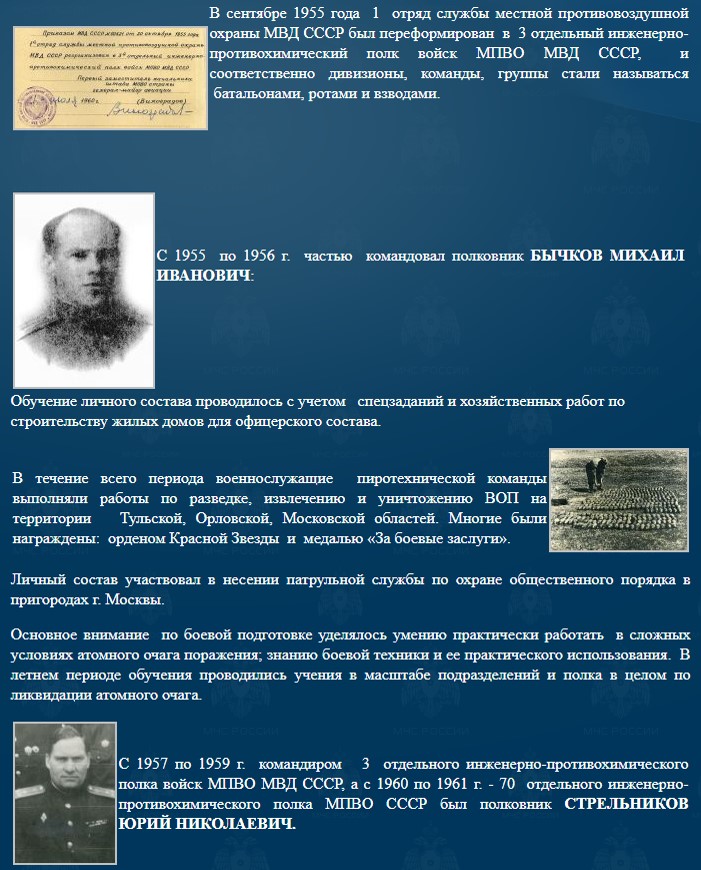 Приказом МВД СССР №00821 от 20 октября 1955 года,
1й отряд службы местной противовоздушной охраны
МВД СССР реорганизован в 3й отдельный инженерно-
противохимический полк войск МПВО МВД СССР
Первый заместитель начальника
штаба МПВО страны
генерал-майор авиации
1960 г. (Виноградов)
В сентябре 1955 года 1 отряд службы местной противовоздушной
охраны МВД СССР был переформирован в 3 отдельный инженерно-
противохимический полк войск МПВО МВД СССР, и
соответственно дивизионы, команды, группы стали называться
батальонами, ротами и взводами.
С 1955 по 1956 г. частью командовал полковник БЫЧКОВ МИХАИЛ
ИВАНОВИЧ:
Обучение личного состава проводилось с учетом спецзаданий и хозяйственных работ по
строительству жилых домов для офицерского состава.
В течение всего периода военнослужащие пиротехнической команды
выполняли работы по разведке, извлечению и уничтожению ВОП на
территории Тульской, Орловской, Московской областей. Многие были
награждены: орденом Красной Звезды и медалью «За боевые заслуги».
Личный состав участвовал в несении патрульной службы по охране общественного порядка в
пригородах г. Москвы.
Основное внимание по боевой подготовке уделялось умению практически работать в сложных
условиях атомного очага поражения; знанию боевой техники и ее практического использования. В
летнем периоде обучения проводились учения в масштабе подразделений и полка в целом по
ликвидации атомного очага.
С 1957 по 1959 г. командиром 3 отдельного инженерно-противохимического
полка войск МПВО МВД СССР, а с 1960 по 1961 г. - 70 отдельного инженерно-
противохимического полка МПВО СССР был полковник СТРЕЛЬНИКОВ
ЮРИЙ НИКОЛАЕВИЧ.